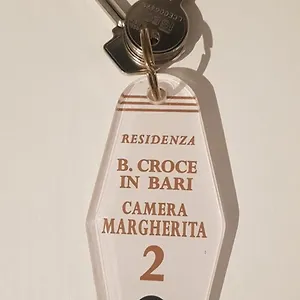 RESIDENZA
B. CROCE
IN BARI
CAMERA
MARGHERITA
2